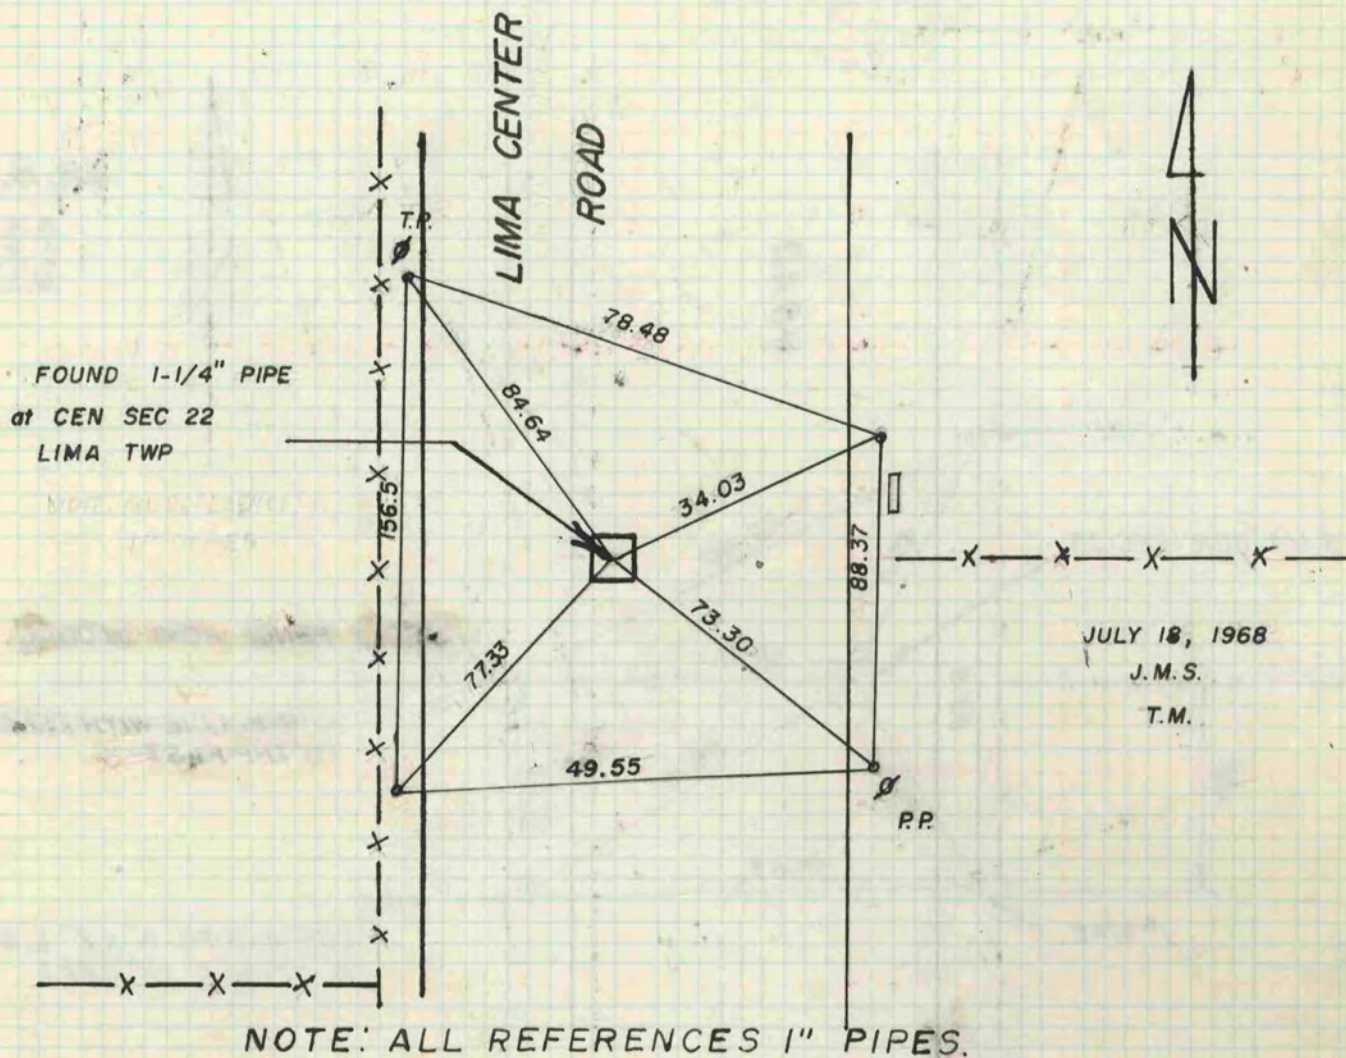 LIMA CENTER
ROAD
T.P.
N
78.48
FOUND 1-1/4" PIPE
at CEN SEC 22
LIMA TWP
84.64
34.03
156.5
88.37
73.30
77.33
JULY 18, 1968
J.M.S.
T.M.
49.55
P.P.
NOTE: ALL REFERENCES 1" PIPES.